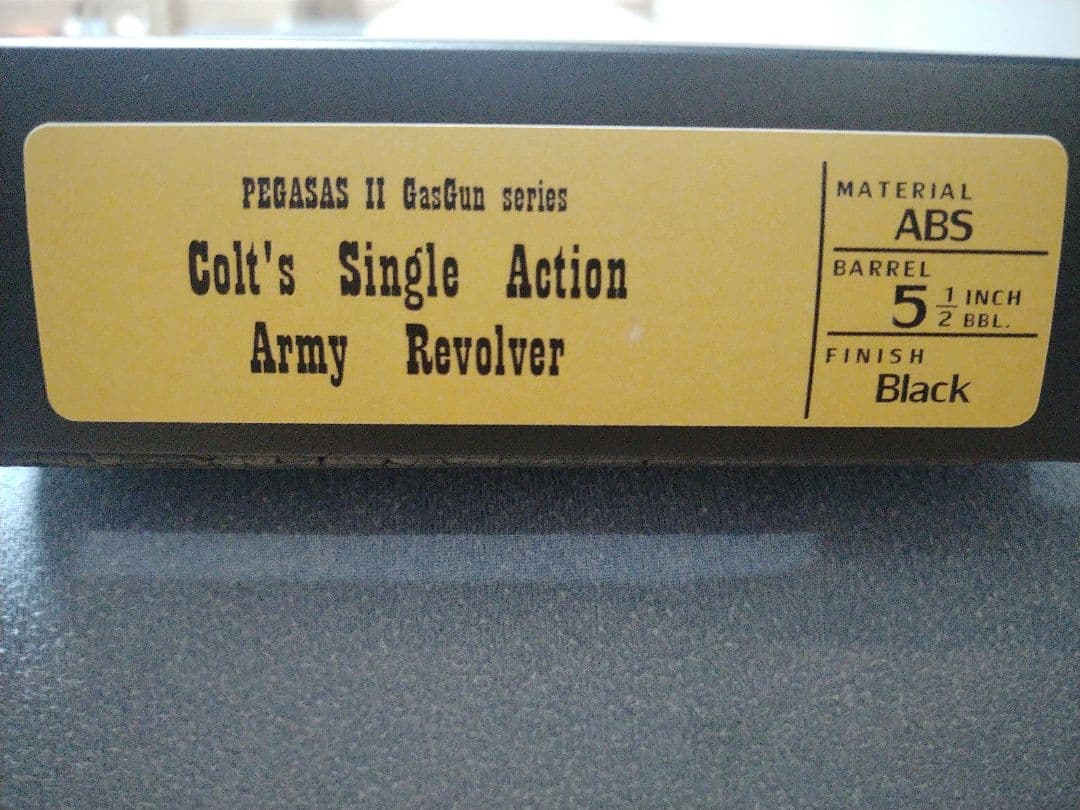 PEGASAS II GasGun series
Colt's Single Action
Army Revolver
MATERIAL
ABS
BARREL
5 1/2 INCH BBL.
FINISH
Black